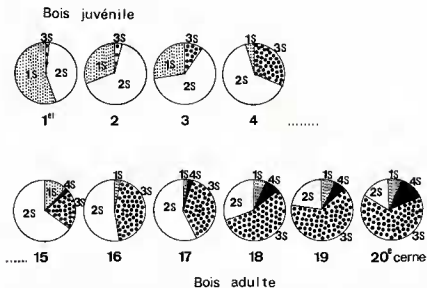 Bois juvénile
3S 3S 3S 1S 3S
1S 2S 1S 2S 1S 2S 2S
1er 2 3 4 ........
1S 4S 3S 2S
1S 3S 2S
1S 4S 3S 2S
1S 4S 2S 3S
1S 4S 2S 3S
1S 4S 2S 3S
...... 15 16 17 18 19 20e cerne
Bois adulte